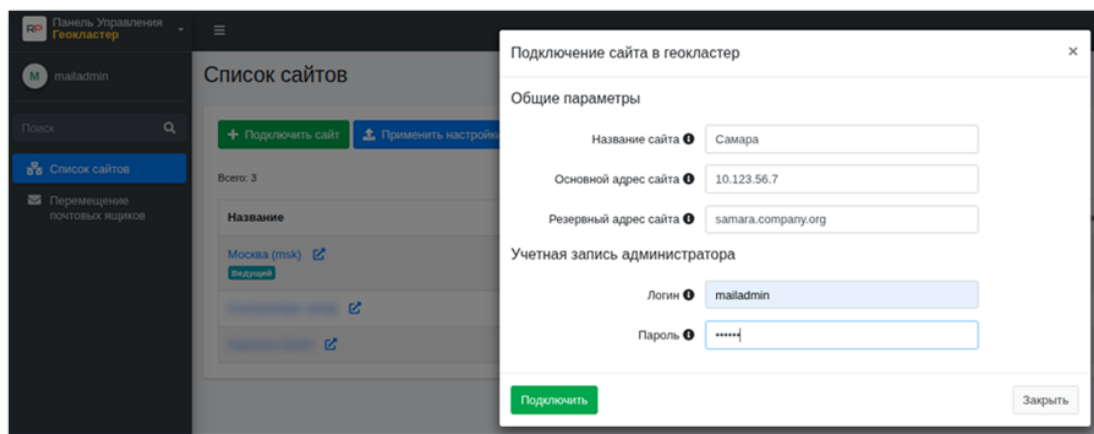 RP Панель Управления
Геокластер
M mailadmin
Поиск
Список сайтов
Перемещение
почтовых ящиков
Список сайтов
+ Подключить сайт
Применить настройки
Всего: 3
Название
Москва (msk)
Ведущий
Подключение сайта в геокластер ×
Общие параметры
Название сайта Самара
Основной адрес сайта 10.123.56.7
Резервный адрес сайта samara.company.org
Учетная запись администратора
Логин mailadmin
Пароль ••••••
Подключить
Закрыть